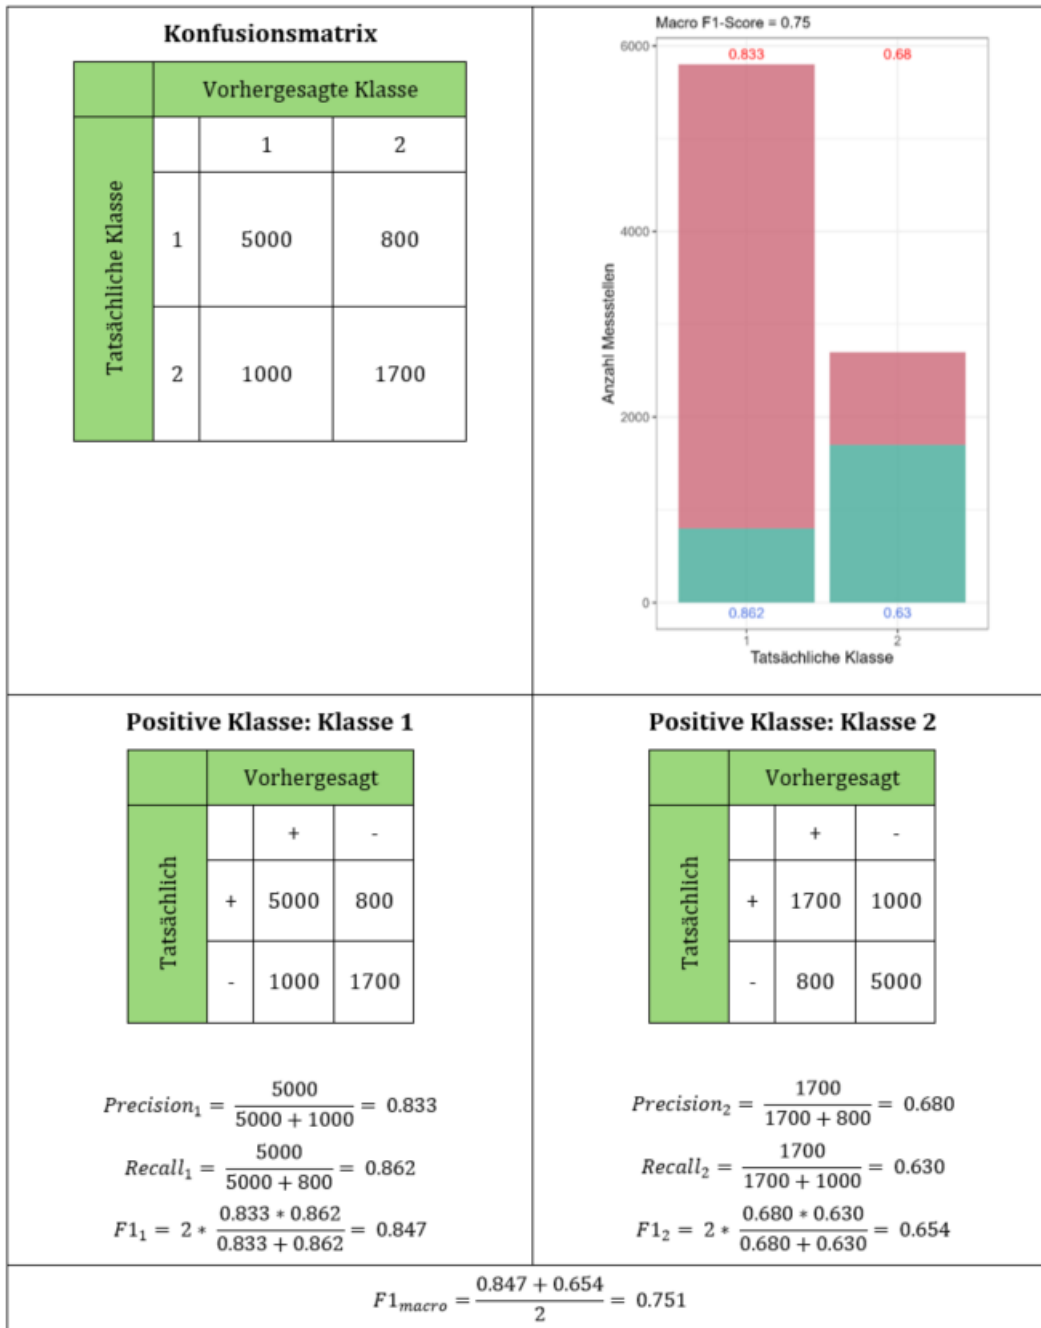 Konfusionsmatrix
Vorhergesagte Klasse
Tatsächliche Klasse
1 2
1 5000 800
2 1000 1700
Macro F1-Score = 0.75
6000
0.833 0.68
4000
Anzahl Messstellen
2000
0
0.862 0.63
1 2
Tatsächliche Klasse
Positive Klasse: Klasse 1
Vorhergesagt
Tatsächlich
+ -
+ 5000 800
- 1000 1700
Precision₁ = 5000 / (5000 + 1000) = 0.833
Recall₁ = 5000 / (5000 + 800) = 0.862
F1₁ = 2 * (0.833 * 0.862) / (0.833 + 0.862) = 0.847
Positive Klasse: Klasse 2
Vorhergesagt
Tatsächlich
+ -
+ 1700 1000
- 800 5000
Precision₂ = 1700 / (1700 + 800) = 0.680
Recall₂ = 1700 / (1700 + 1000) = 0.630
F1₂ = 2 * (0.680 * 0.630) / (0.680 + 0.630) = 0.654
F1macro = (0.847 + 0.654) / 2 = 0.751